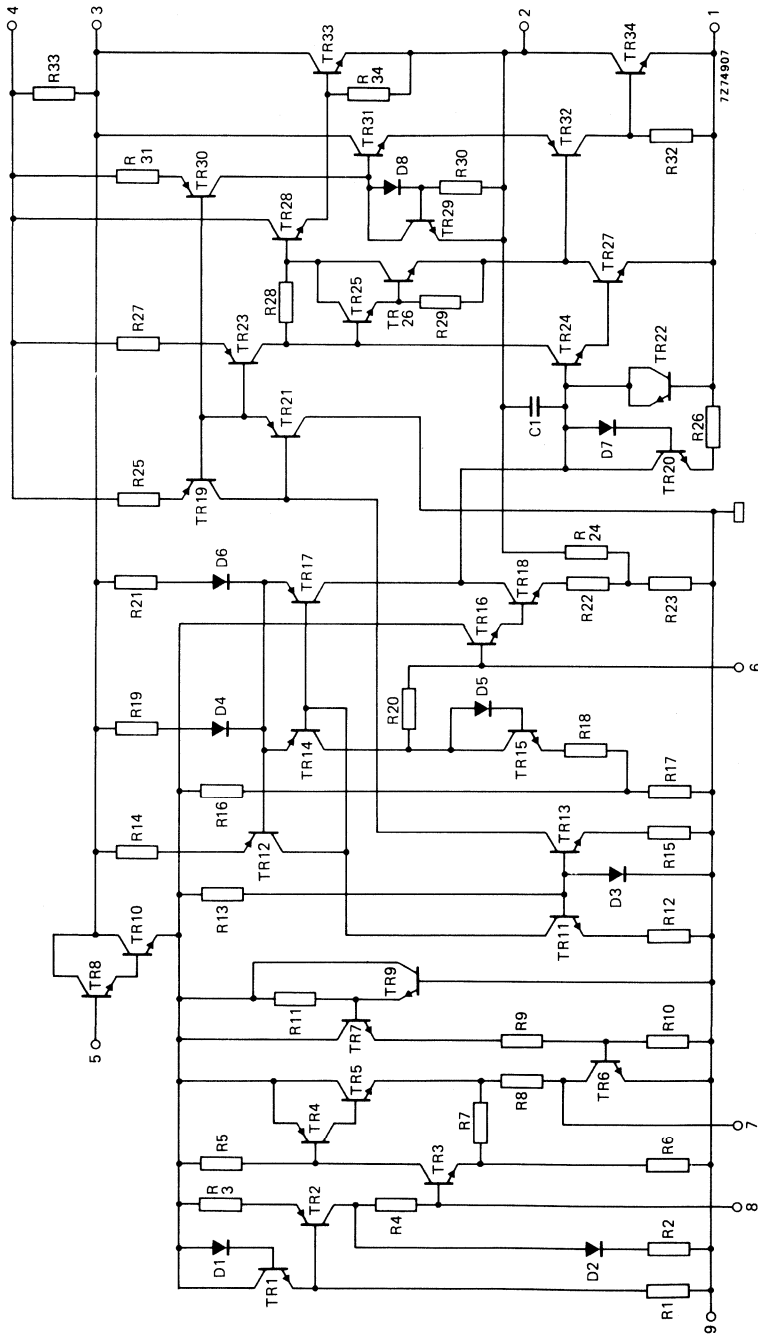 5
9
8
7
D1
TR1
R1
R
3
TR2
R4
D2
R2
R5
TR4
TR5
TR3
R7
R8
R6
TR6
R9
R10
R11
TR7
TR9
TR8
TR10
R13
TR11
R12
D3
R14
TR12
TR13
R15
R16
R17
R18
TR15
D5
R19
D4
TR14
R20
6
TR16
R21
D6
TR17
TR18
R22
R23
R
24
R25
TR19
TR21
C1
D7
TR20
R26
TR22
R27
TR23
R28
TR24
TR25
TR
26
R29
TR27
TR28
TR29
D8
R30
R
31
TR30
TR31
TR32
R32
R33
TR33
R
34
TR34
4
3
2
1
7Z74907